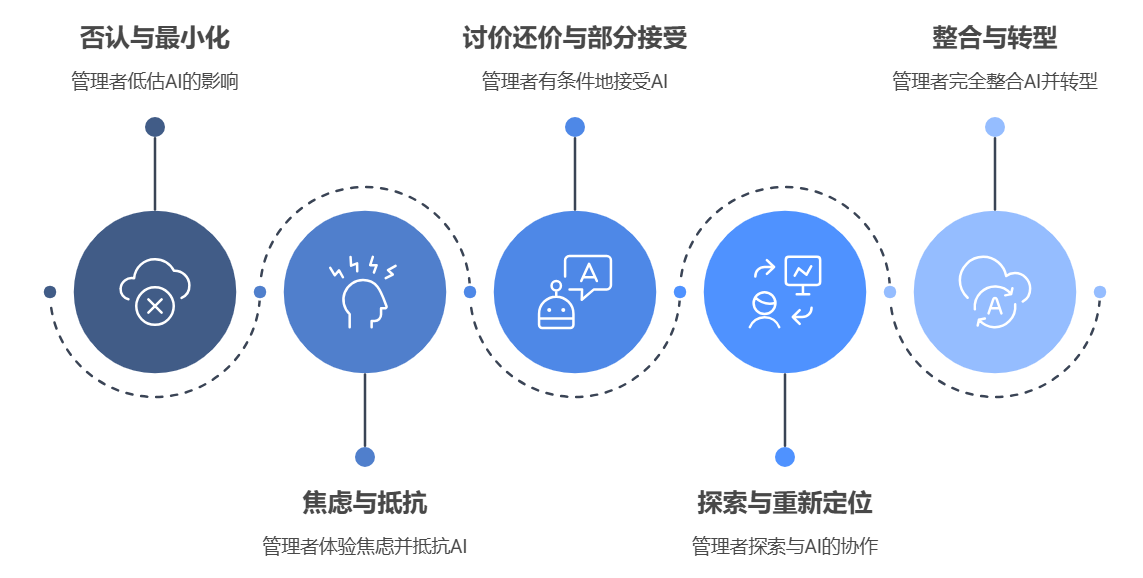 否认与最小化
管理者低估AI的影响
焦虑与抵抗
管理者体验焦虑并抵抗AI
讨价还价与部分接受
管理者有条件地接受AI
A
探索与重新定位
管理者探索与AI的协作
整合与转型
管理者完全整合AI并转型
A